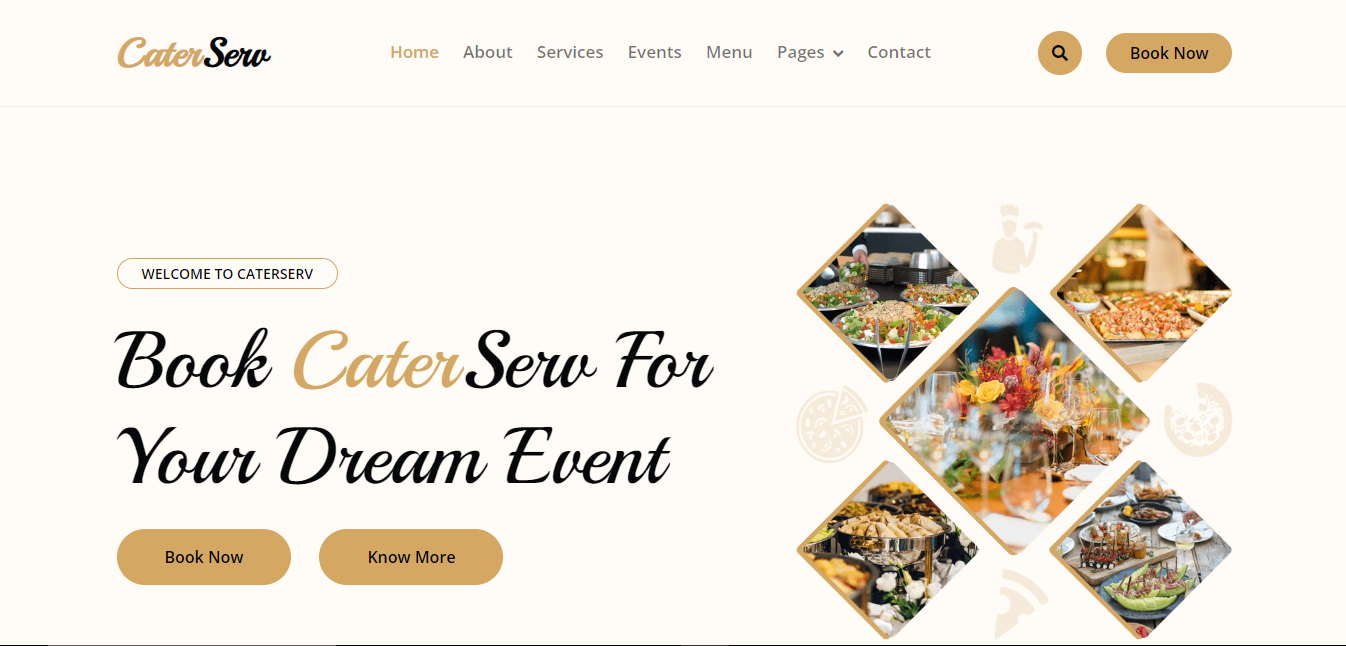 CaterServ
Home About Services Events Menu Pages Contact
Book Now
WELCOME TO CATERSERV
Book CaterServ For
Your Dream Event
Book Now
Know More